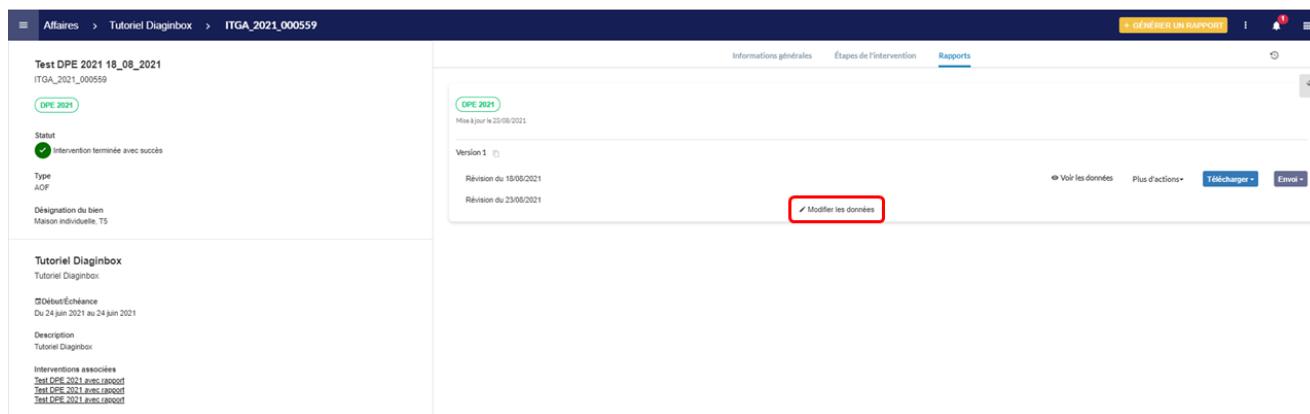 Affaires > Tutoriel Diaginbox > ITGA_2021_000559
+ GÉNÉRER UN RAPPORT
1
Test DPE 2021 18_08_2021
ITGA_2021_000559
DPE 2021
Statut
Intervention terminée avec succès
Type
AOF
Désignation du bien
Maison individuelle, T5
Tutoriel Diaginbox
Tutoriel Diaginbox
Début/Échéance
Du 24 juin 2021 au 24 juin 2021
Description
Tutoriel Diaginbox
Interventions associées
Test DPE 2021 avec rapport
Test DPE 2021 avec rapport
Test DPE 2021 avec rapport
Informations générales Étapes de l'intervention Rapports
DPE 2021
Mise à jour le 23/08/2021
Version 1
Révision du 18/08/2021 Voir les données Plus d'actions Télécharger Envoi
Révision du 23/08/2021
Modifier les données